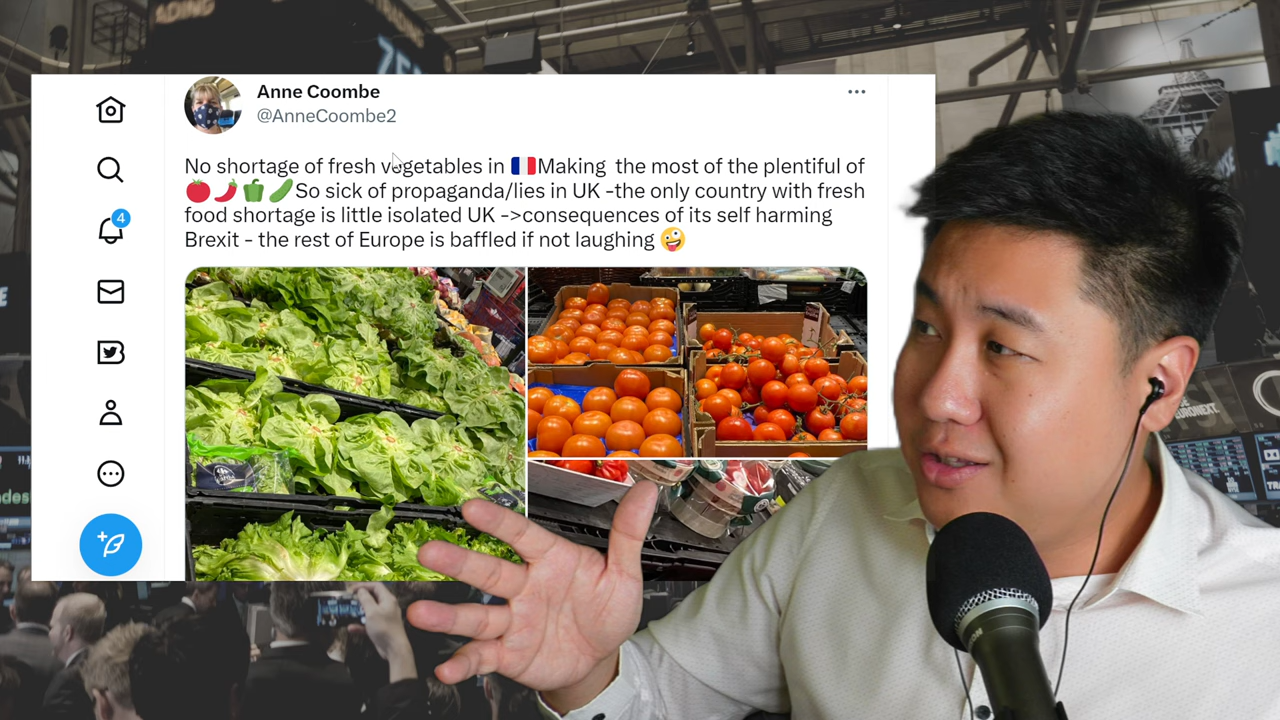 Anne Coombe
@AnneCoombe2
No shortage of fresh vegetables in 🇫🇷Making the most of the plentiful of
🍅🌶️🫑🥒So sick of propaganda/lies in UK -the only country with fresh
food shortage is little isolated UK ->consequences of its self harming
Brexit - the rest of Europe is baffled if not laughing 🤪
4
EURONEXT.